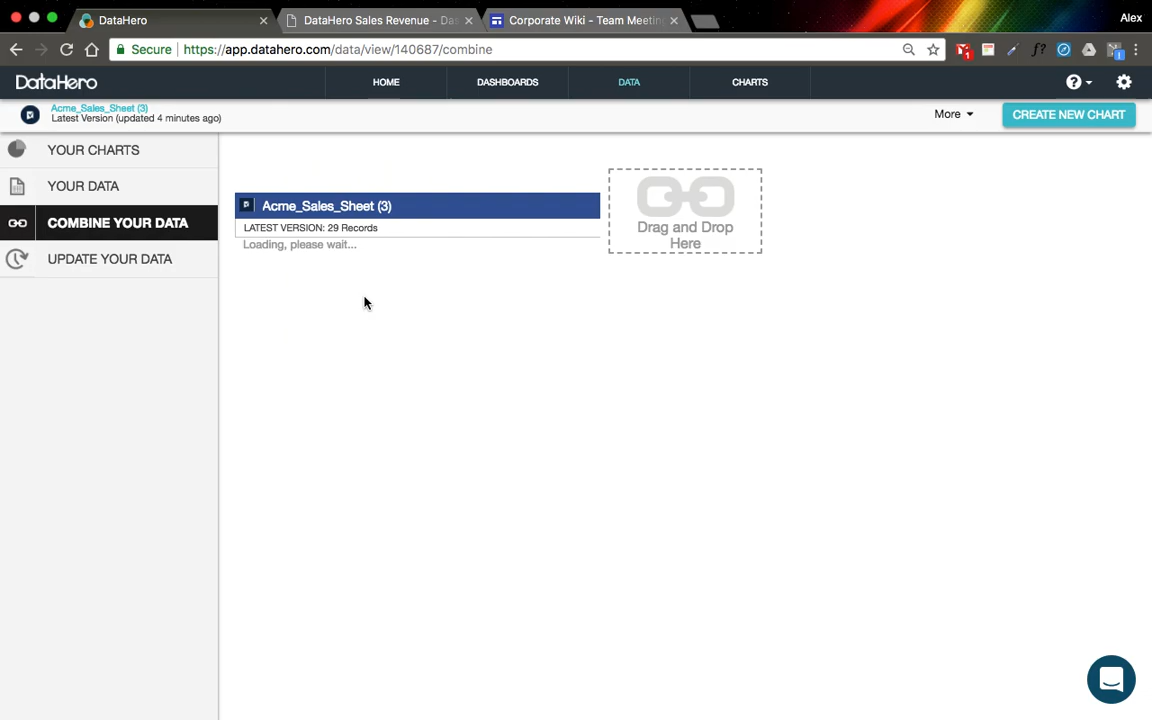 DataHero
DataHero Sales Revenue - Das
Corporate Wiki - Team Meeting
Alex
Secure
https://app.datahero.com/data/view/140687/combine
1
f?
DataHero
HOME
DASHBOARDS
DATA
CHARTS
?
Acme_Sales_Sheet (3)
Latest Version (updated 4 minutes ago)
More
CREATE NEW CHART
YOUR CHARTS
YOUR DATA
COMBINE YOUR DATA
UPDATE YOUR DATA
Acme_Sales_Sheet (3)
LATEST VERSION: 29 Records
Loading, please wait...
Drag and Drop
Here